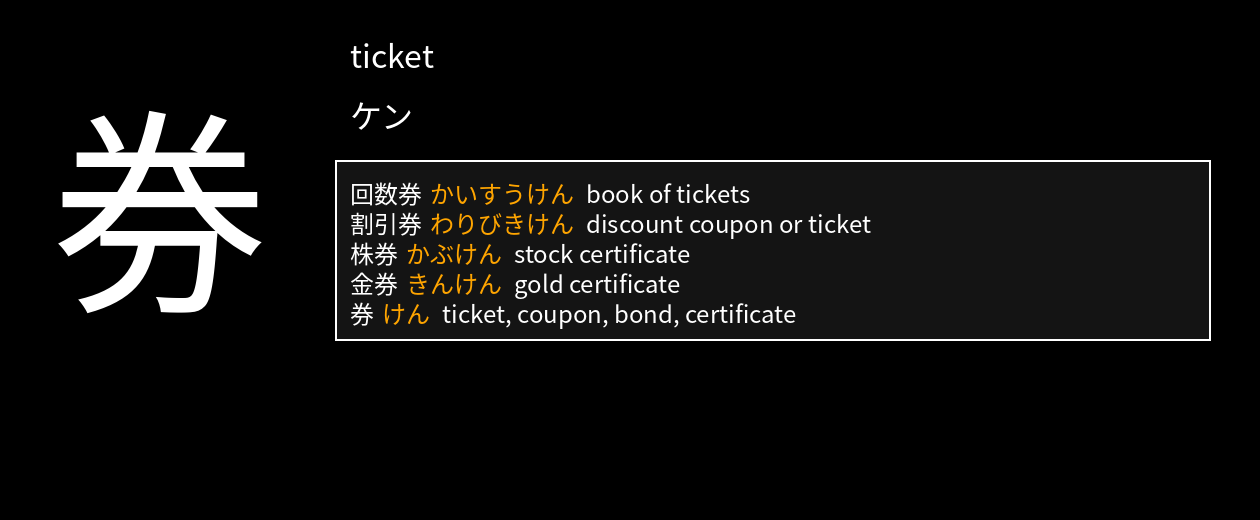 券
ticket
ケン
回数券 かいすうけん book of tickets
割引券 わりびきけん discount coupon or ticket
株券 かぶけん stock certificate
金券 きんけん gold certificate
券 けん ticket, coupon, bond, certificate